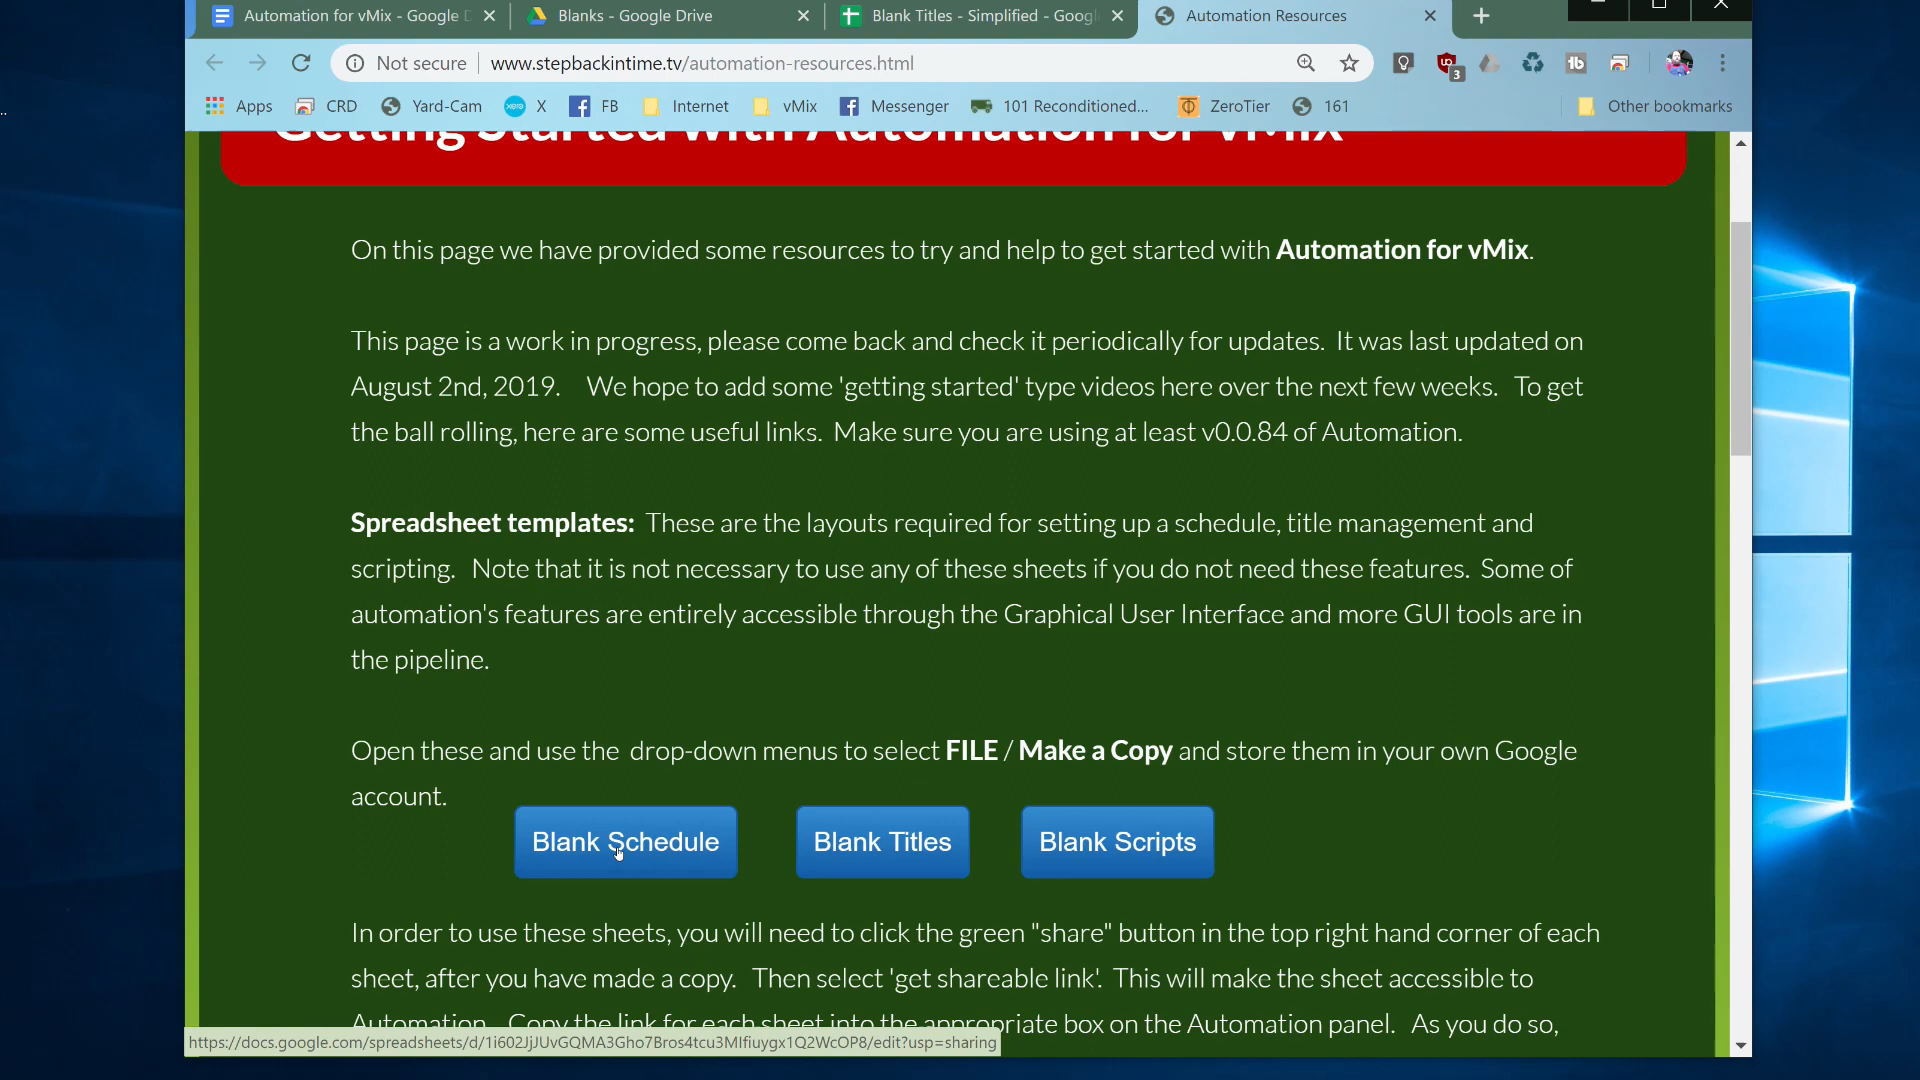 Automation for vMix - Google D
Blanks - Google Drive
Blank Titles - Simplified - Googl
Automation Resources
Not secure
www.stepbackintime.tv/automation-resources.html
3
Apps
CRD
Yard-Cam
xero X
FB
Internet
vMix
Messenger
101 Reconditioned...
ZeroTier
161
Other bookmarks
Getting Started with Automation for vMix
On this page we have provided some resources to try and help to get started with Automation for vMix.
This page is a work in progress, please come back and check it periodically for updates. It was last updated on
August 2nd, 2019. We hope to add some 'getting started' type videos here over the next few weeks. To get
the ball rolling, here are some useful links. Make sure you are using at least v0.0.84 of Automation.
Spreadsheet templates: These are the layouts required for setting up a schedule, title management and
scripting. Note that it is not necessary to use any of these sheets if you do not need these features. Some of
automation's features are entirely accessible through the Graphical User Interface and more GUI tools are in
the pipeline.
Open these and use the drop-down menus to select FILE / Make a Copy and store them in your own Google
account.
Blank Schedule
Blank Titles
Blank Scripts
In order to use these sheets, you will need to click the green "share" button in the top right hand corner of each
sheet, after you have made a copy. Then select 'get shareable link'. This will make the sheet accessible to
Automation. Copy the link for each sheet into the appropriate box on the Automation panel. As you do so,
https://docs.google.com/spreadsheets/d/1i602JjJUvGQMA3Gho7Bros4tcu3MIfiuygx1Q2WcOP8/edit?usp=sharing